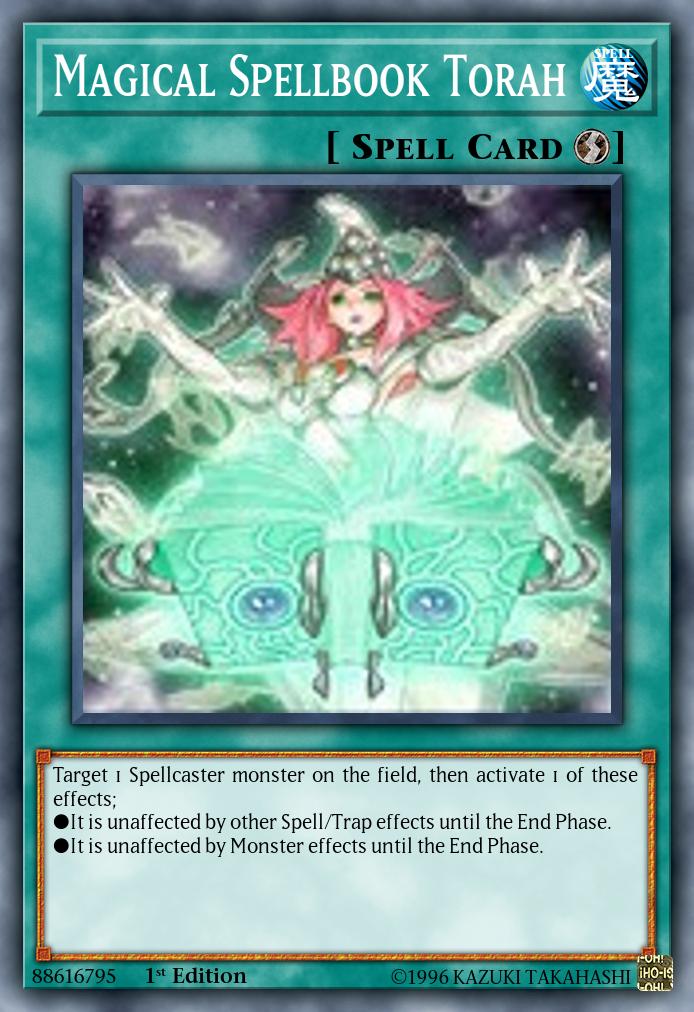 Magical Spellbook Torah
SPELL
魔
[ Spell Card ]
Target 1 Spellcaster monster on the field, then activate 1 of these
effects;
●It is unaffected by other Spell/Trap effects until the End Phase.
●It is unaffected by Monster effects until the End Phase.
88616795 1st Edition ©1996 KAZUKI TAKAHASHI